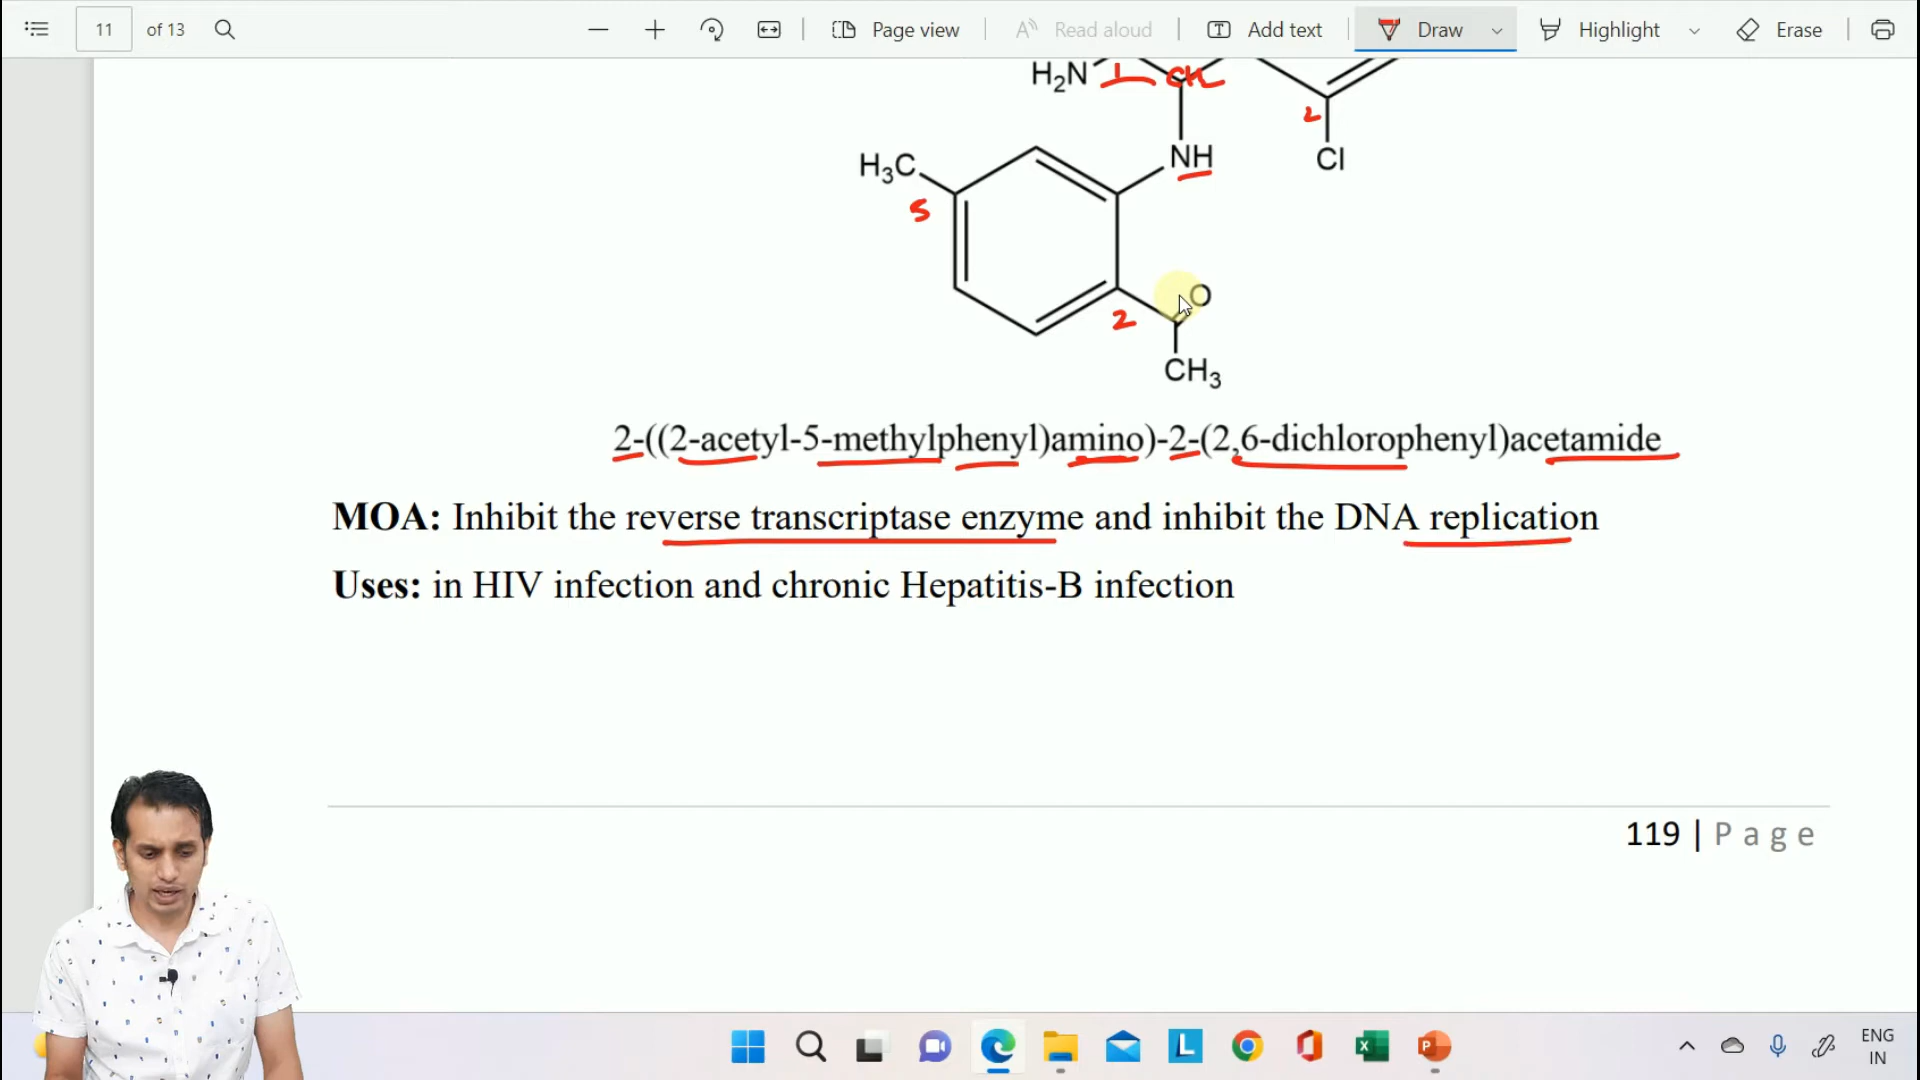 11 of 13 Page view Read aloud Add text Draw Highlight Erase
H2N 1 CH
2
H3C NH Cl
5
O
2
CH3
2-((2-acetyl-5-methylphenyl)amino)-2-(2,6-dichlorophenyl)acetamide
MOA: Inhibit the reverse transcriptase enzyme and inhibit the DNA replication
Uses: in HIV infection and chronic Hepatitis-B infection
119 | Page
ENG
IN